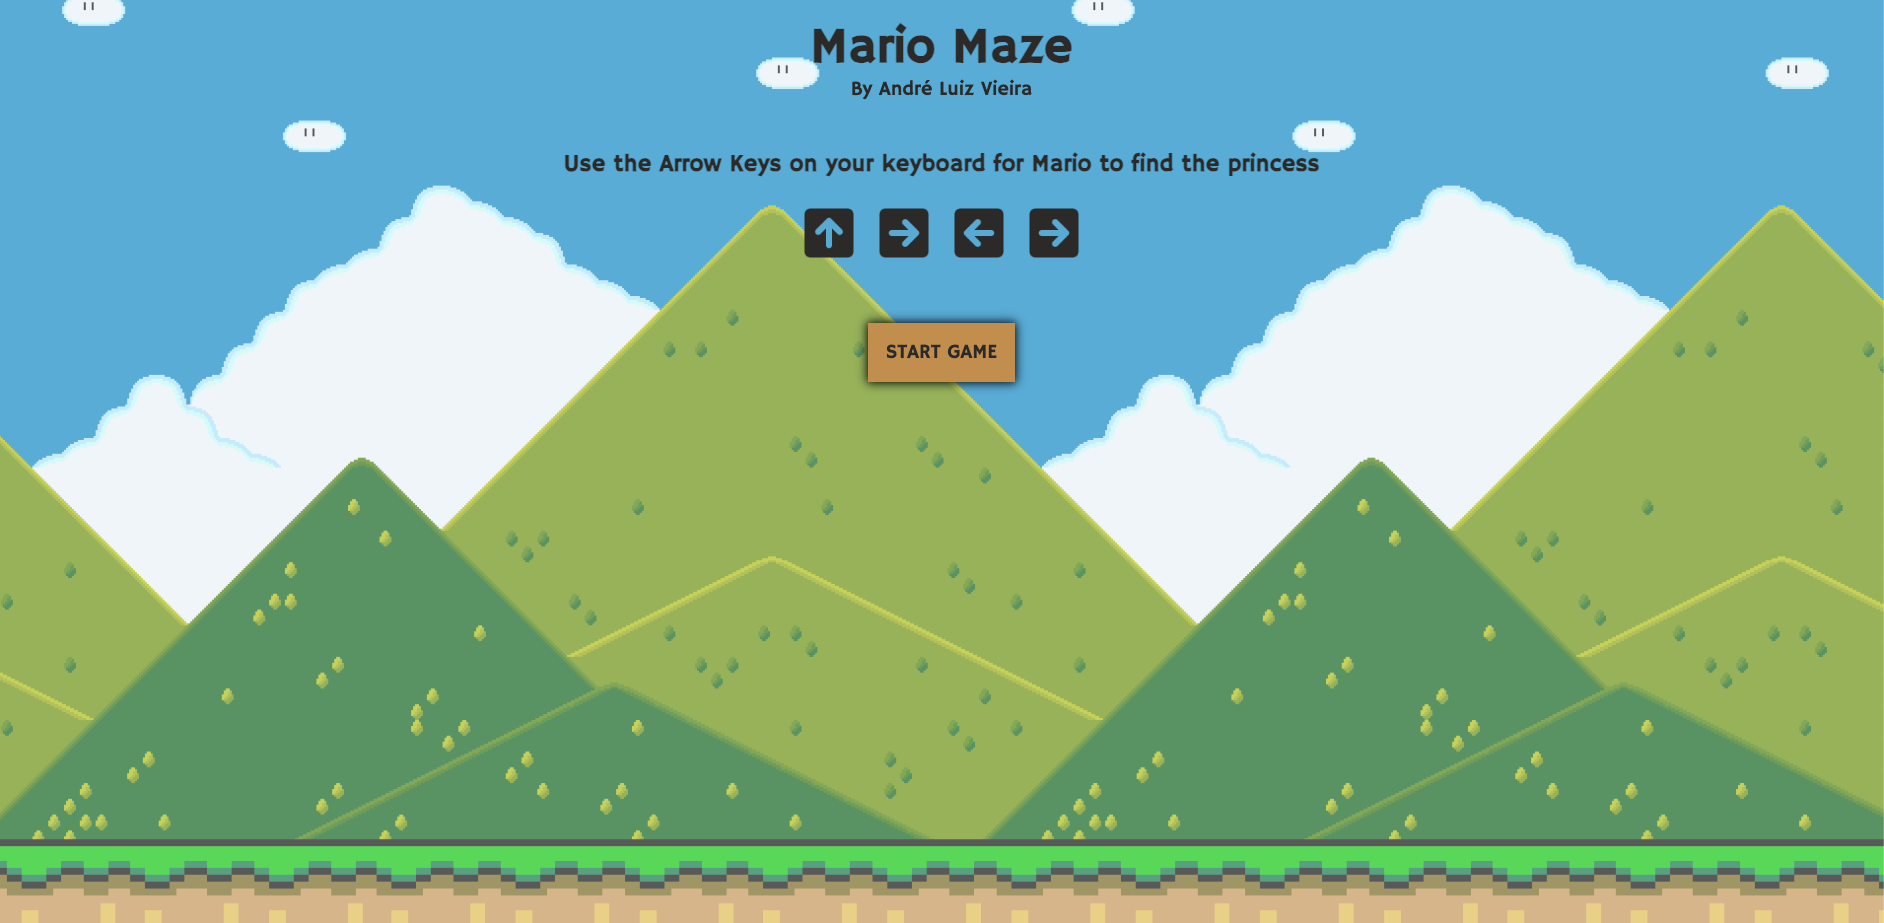 Mario Maze
By André Luiz Vieira
Use the Arrow Keys on your keyboard for Mario to find the princess
START GAME